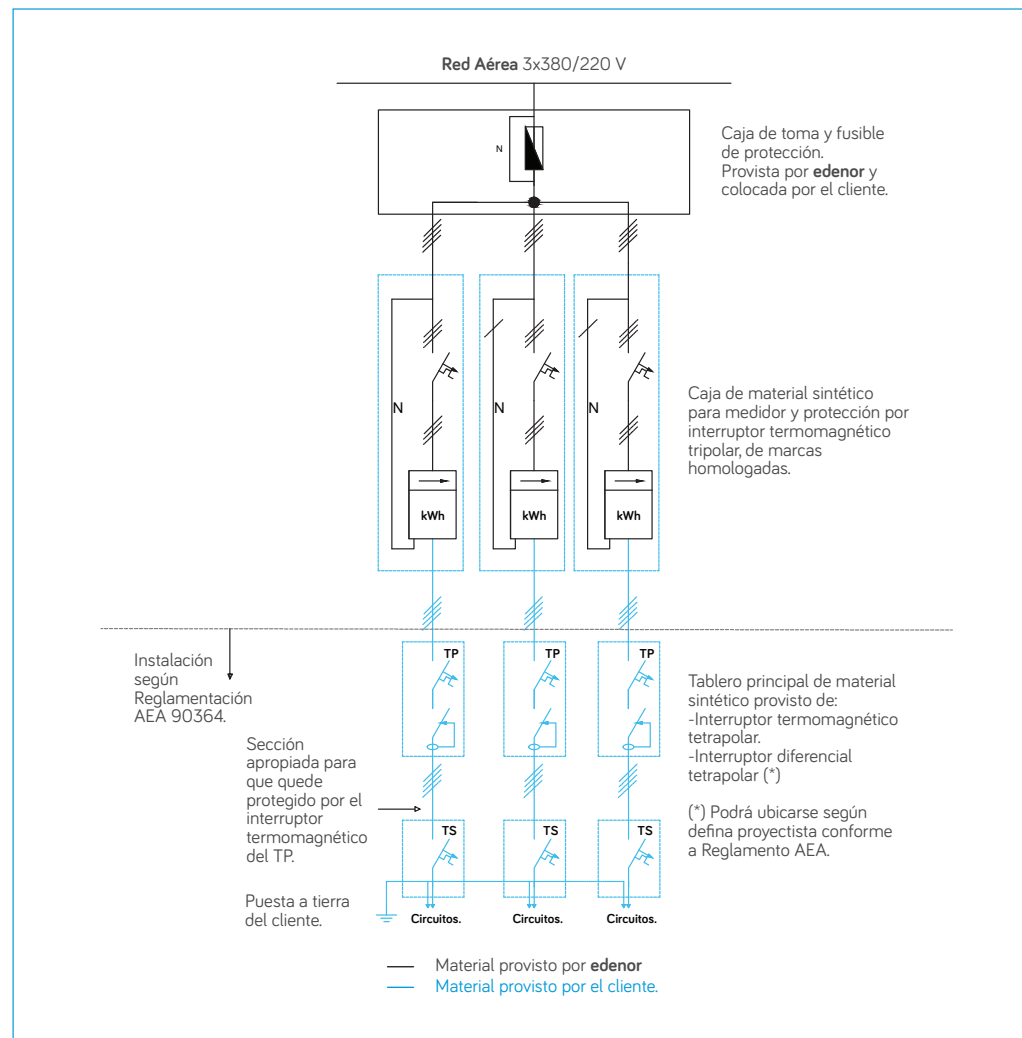 Red Aérea 3x380/220 V
N
Caja de toma y fusible
de protección.
Provista por edenor y
colocada por el cliente.
N
N
N
kWh
kWh
kWh
Caja de material sintético
para medidor y protección por
interruptor termomagnético
tripolar, de marcas
homologadas.
Instalación
según
Reglamentación
AEA 90364.
TP
TP
TP
Tablero principal de material
sintético provisto de:
-Interruptor termomagnético
tetrapolar.
-Interruptor diferencial
tetrapolar (*)
(*) Podrá ubicarse según
defina proyectista conforme
a Reglamento AEA.
Sección
apropiada para
que quede
protegido por el
interruptor
termomagnético
del TP.
TS
TS
TS
Puesta a tierra
del cliente.
Circuitos.
Circuitos.
Circuitos.
Material provisto por edenor
Material provisto por el cliente.